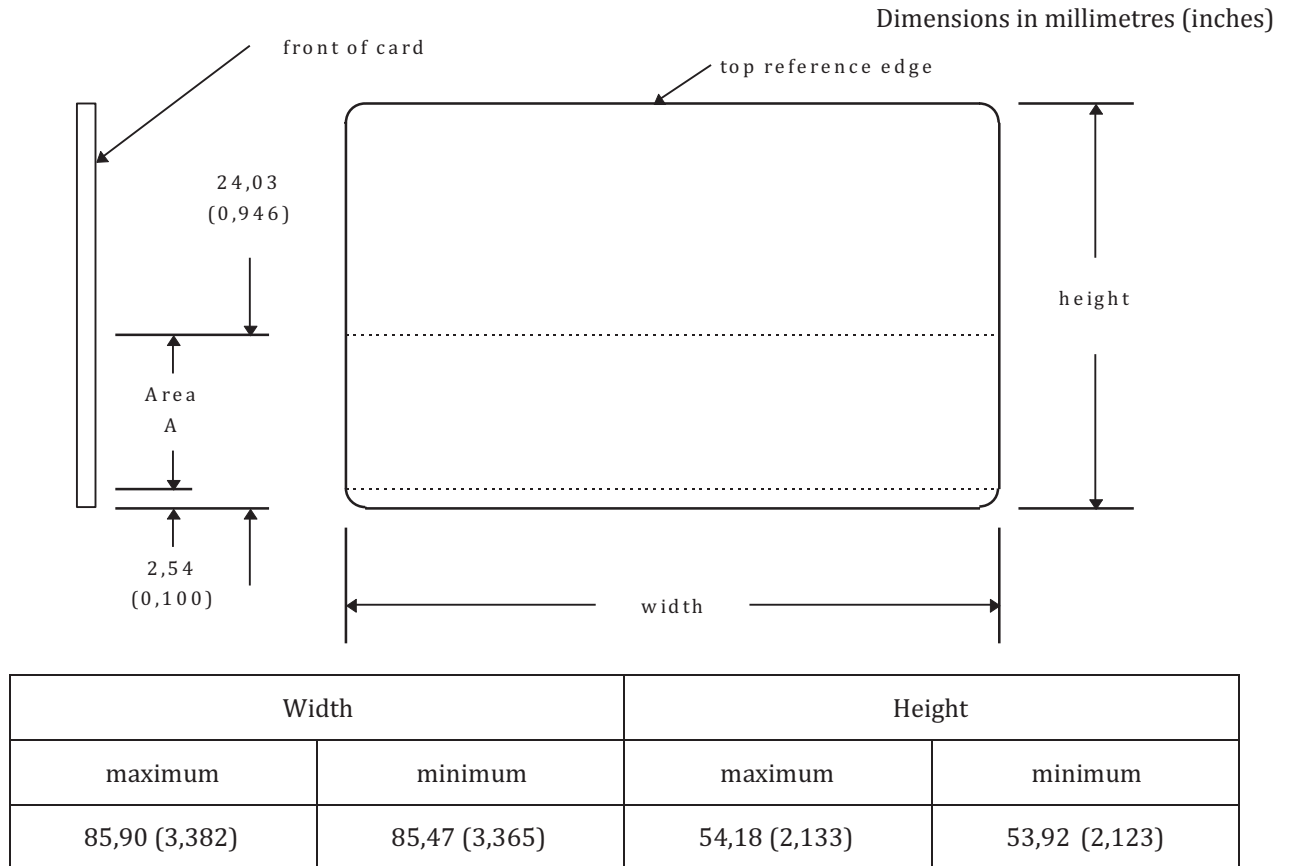 Dimensions in millimetres (inches)
front of card
top reference edge
24,03
(0,946)
height
Area
A
2,54
(0,100)
width
Width Height
maximum minimum maximum minimum
85,90 (3,382) 85,47 (3,365) 54,18 (2,133) 53,92 (2,123)